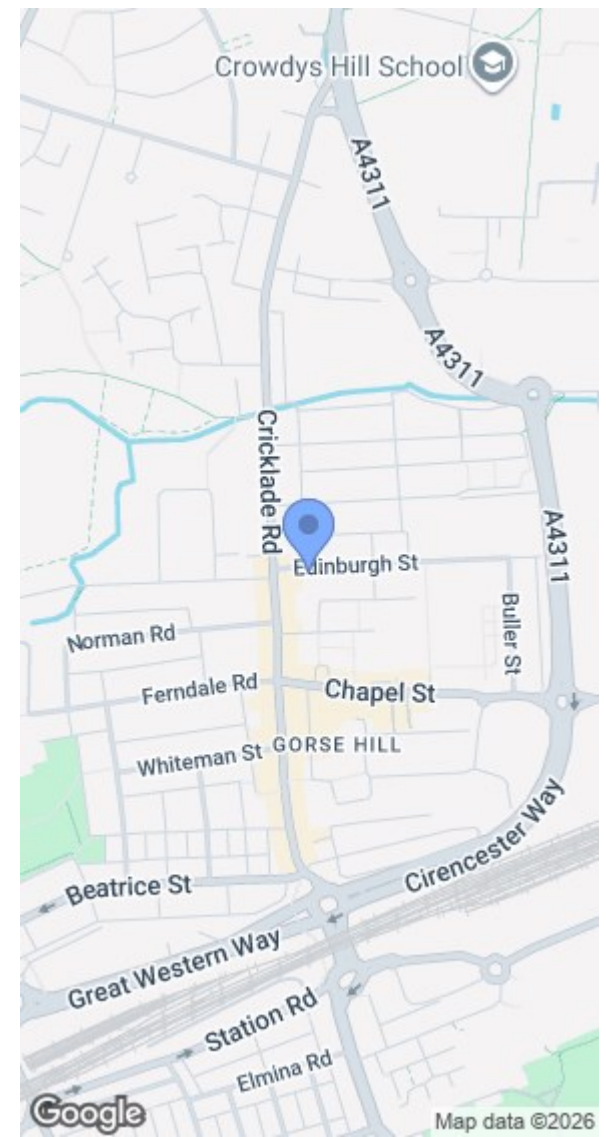 Crowdys Hill School
A4311
A4311
Cricklade Rd
A4311
Edinburgh St
Buller St
Norman Rd
Ferndale Rd
Chapel St
GORSE HILL
Whiteman St
Cirencester Way
Beatrice St
Great Western Way
Station Rd
Elmina Rd
Google
Map data ©2026